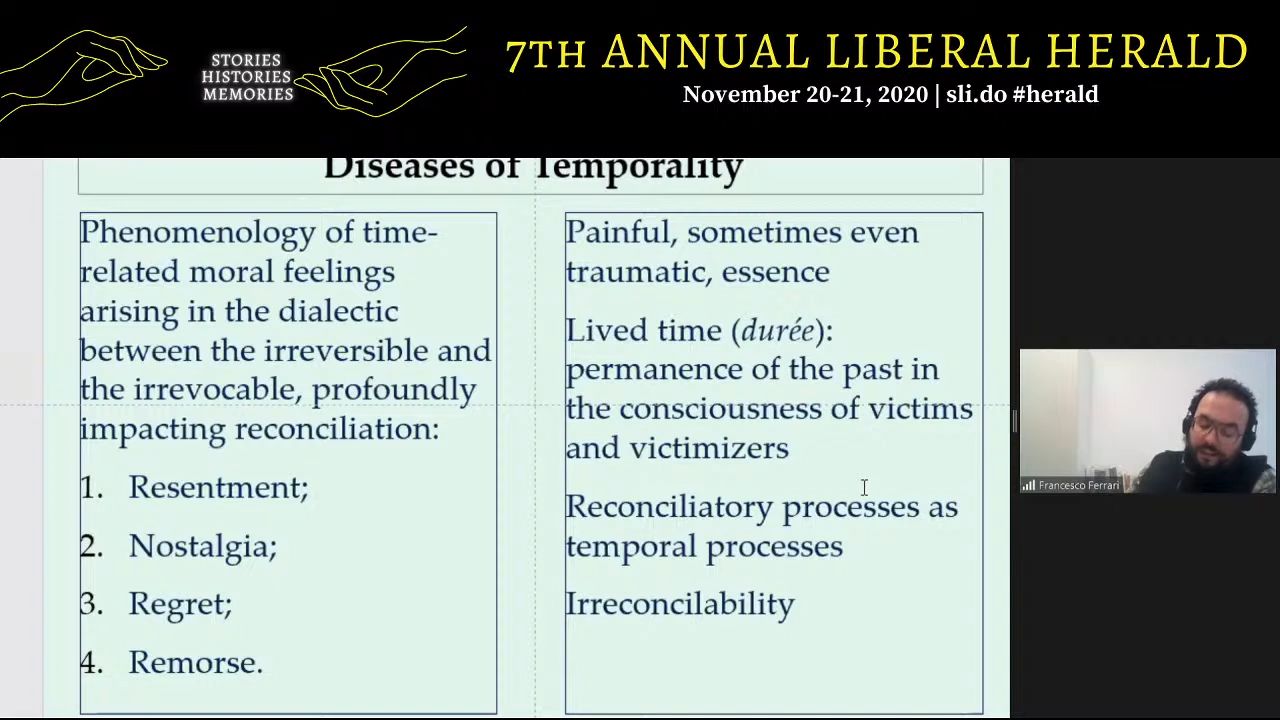 STORIES
HISTORIES
MEMORIES
7TH ANNUAL LIBERAL HERALD
November 20-21, 2020 | sli.do #herald
Diseases of Temporality
Phenomenology of time-
related moral feelings
arising in the dialectic
between the irreversible and
the irrevocable, profoundly
impacting reconciliation:
1. Resentment;
2. Nostalgia;
3. Regret;
4. Remorse.
Painful, sometimes even
traumatic, essence
Lived time (durée):
permanence of the past in
the consciousness of victims
and victimizers
Reconciliatory processes as
temporal processes
Irreconcilability
Francesco Ferrari